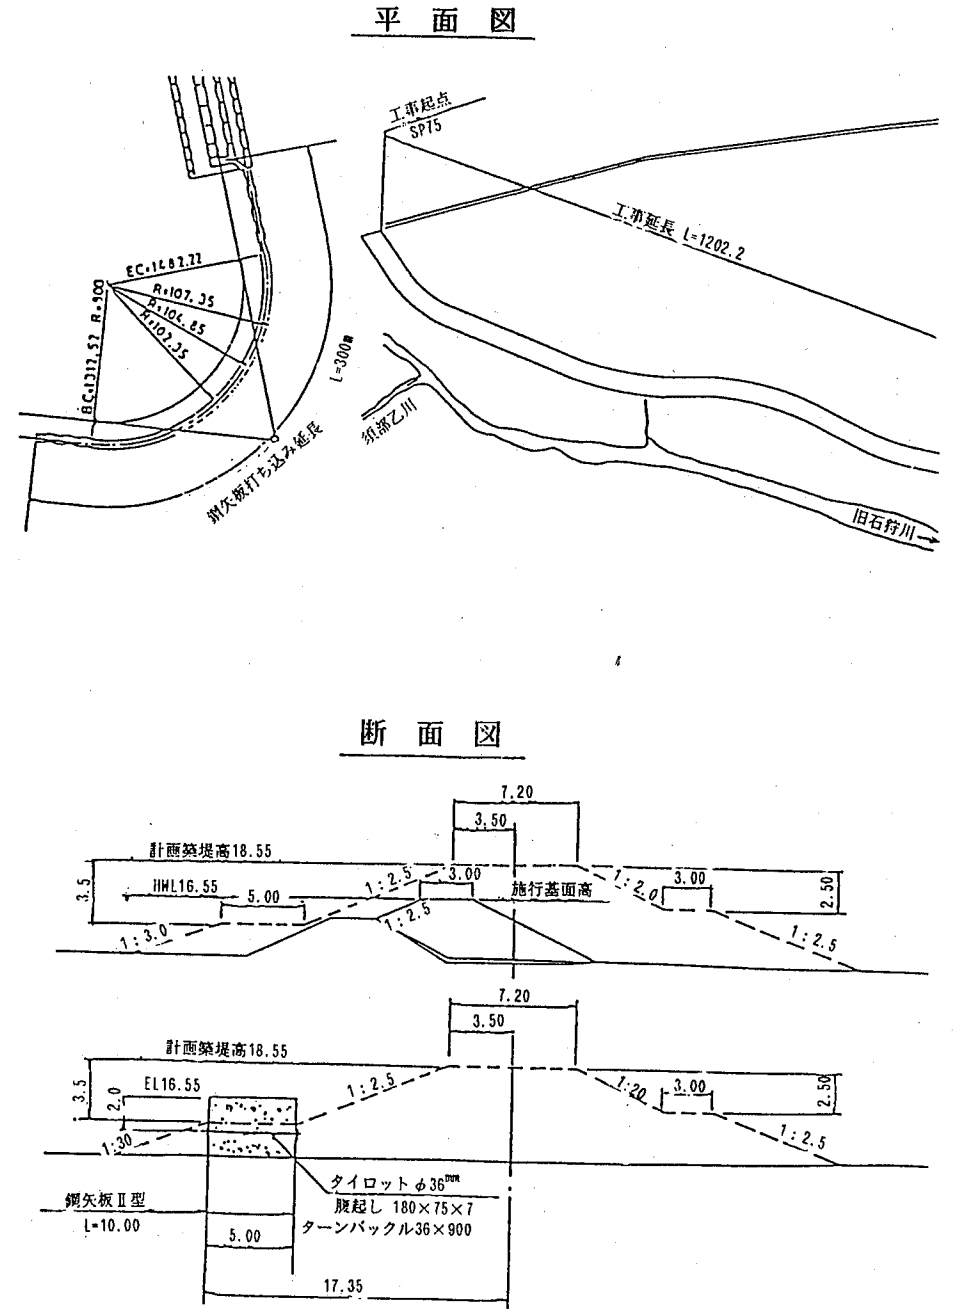 平面図
工事起点
SP75
工事延長 L=1202.2
EC=1482.22
R=107.35
R=104.85
R=102.35
BC=1312.52 R=900
L=300m
鋼矢板打ち込み延長
須部乙川
旧石狩川
断面図
7.20
3.50
計画築堤高18.55
3.5
HWL16.55
5.00
1:2.5
3.00
施行基面高
1:2.0
3.00
2.50
1:3.0
1:2.5
1:2.5
7.20
3.50
計画築堤高18.55
3.5
2.0
EL16.55
1:2.5
1:20
3.00
2.50
1:30
1:2.5
タイロットφ36mm
鋼矢板Ⅱ型
腹起し 180×75×7
L=10.00
ターンバックル36×900
5.00
17.35